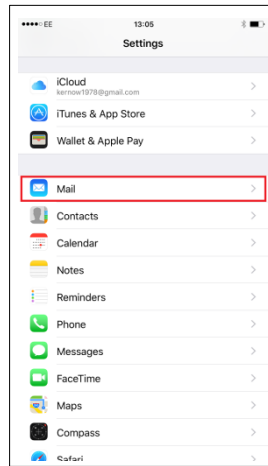 EE 13:05
Settings
iCloud
kernow1978@gmail.com
iTunes & App Store
Wallet & Apple Pay
Mail
Contacts
Calendar
Notes
Reminders
Phone
Messages
FaceTime
Maps
Compass
Safari